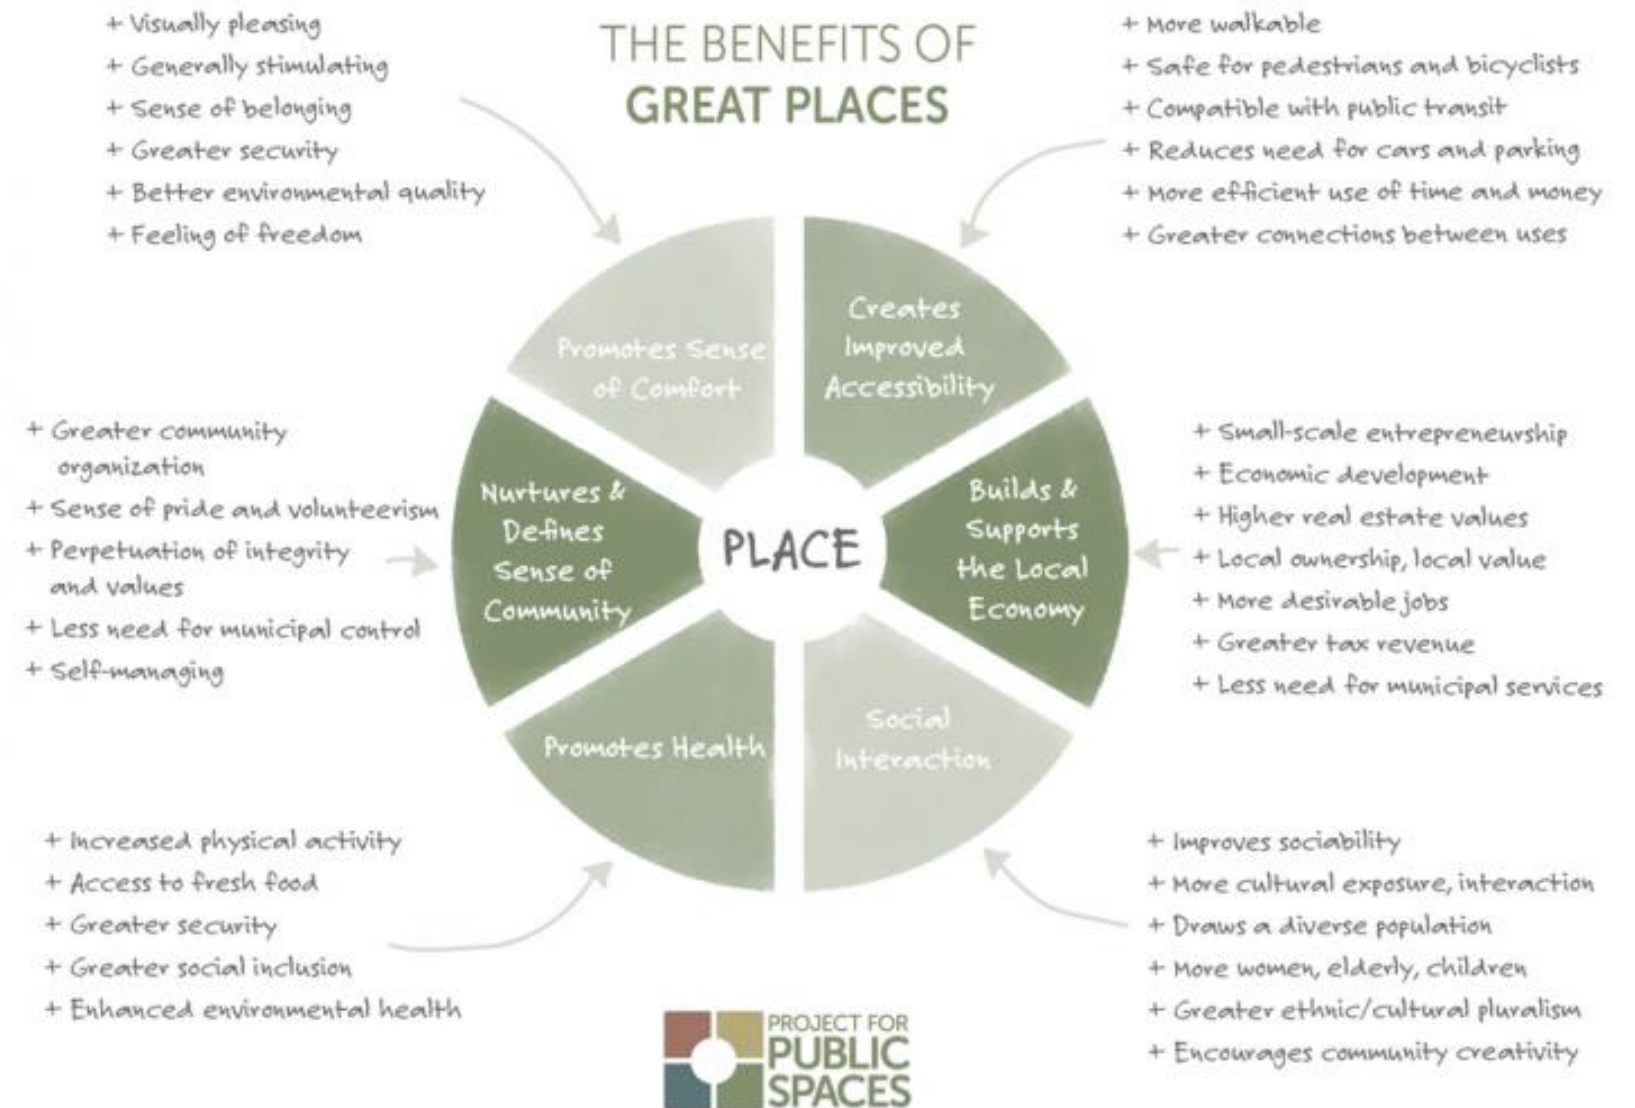 THE BENEFITS OF
GREAT PLACES
+ Visually pleasing
+ Generally stimulating
+ Sense of belonging
+ Greater security
+ Better environmental quality
+ Feeling of freedom
+ More walkable
+ Safe for pedestrians and bicyclists
+ Compatible with public transit
+ Reduces need for cars and parking
+ More efficient use of time and money
+ Greater connections between uses
Promotes Sense
of Comfort
Creates
Improved
Accessibility
+ Greater community
organization
+ Sense of pride and volunteerism
+ Perpetuation of integrity
and values
+ Less need for municipal control
+ Self-managing
Nurtures &
Defines
Sense of
Community
PLACE
Builds &
Supports
the Local
Economy
+ Small-scale entrepreneurship
+ Economic development
+ Higher real estate values
+ Local ownership, local value
+ More desirable jobs
+ Greater tax revenue
+ Less need for municipal services
Promotes Health
Social
Interaction
+ Increased physical activity
+ Access to fresh food
+ Greater security
+ Greater social inclusion
+ Enhanced environmental health
+ Improves sociability
+ More cultural exposure, interaction
+ Draws a diverse population
+ More women, elderly, children
+ Greater ethnic/cultural pluralism
+ Encourages community creativity
PROJECT FOR
PUBLIC
SPACES